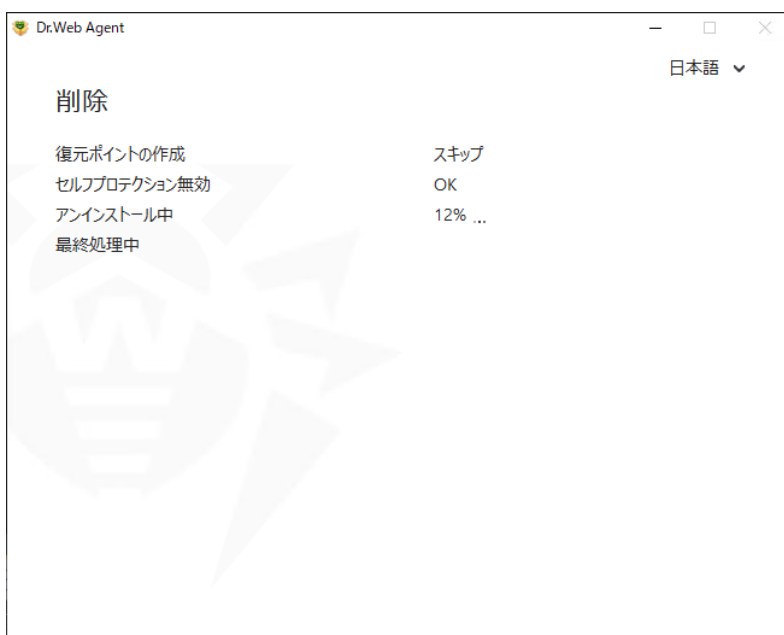 Dr.Web Agent
日本語
削除
復元ポイントの作成 スキップ
セルフプロテクション無効 OK
アンインストール中 12% ...
最終処理中